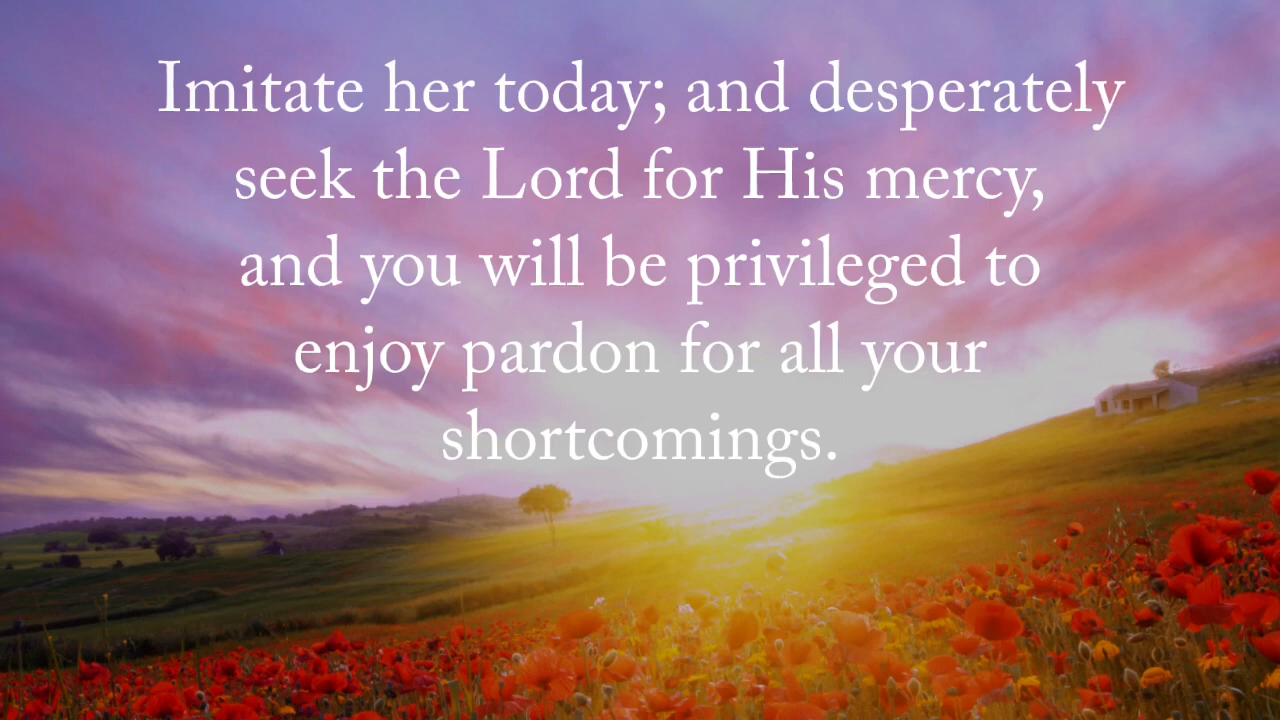 Imitate her today; and desperately
seek the Lord for His mercy,
and you will be privileged to
enjoy pardon for all your
shortcomings.